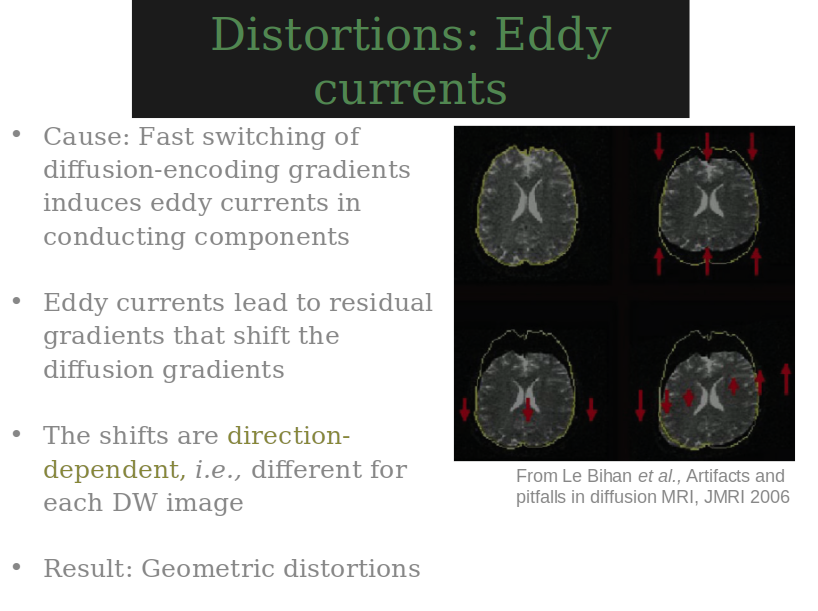 Distortions: Eddy
currents
• Cause: Fast switching of
diffusion-encoding gradients
induces eddy currents in
conducting components
• Eddy currents lead to residual
gradients that shift the
diffusion gradients
• The shifts are direction-
dependent, i.e., different for
each DW image
• Result: Geometric distortions
From Le Bihan et al., Artifacts and
pitfalls in diffusion MRI, JMRI 2006